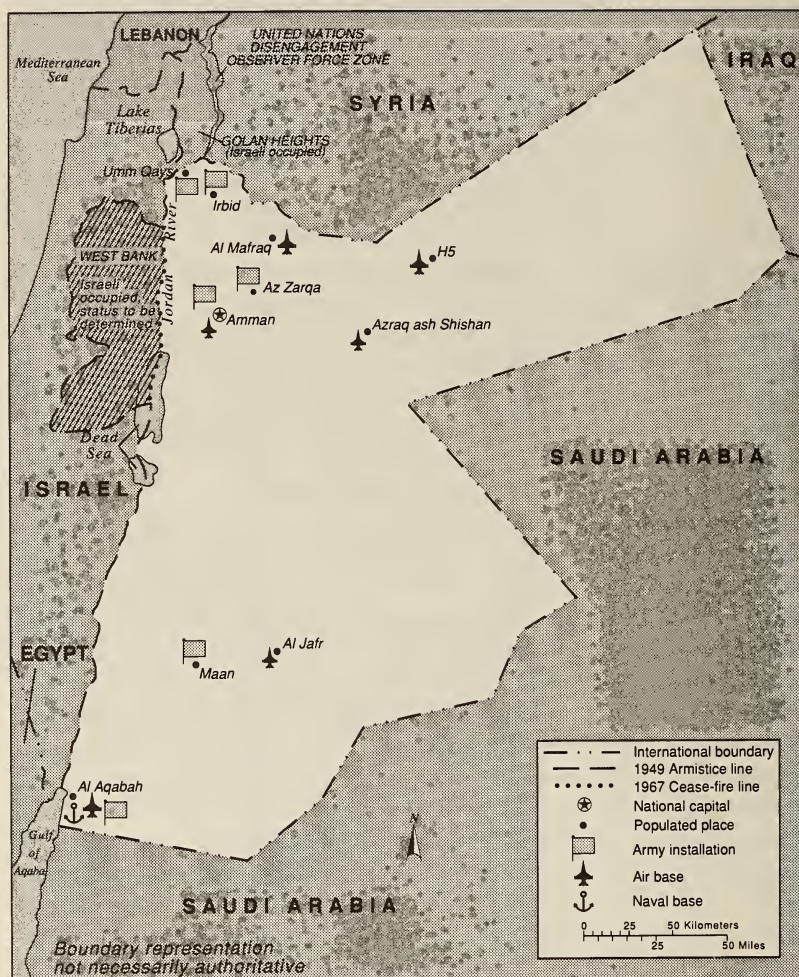 LEBANON
UNITED NATIONS
DISENGAGEMENT
OBSERVER FORCE ZONE
Mediterranean
Sea
IRAQ
SYRIA
Lake
Tiberias
GOLAN HEIGHTS
(Israeli occupied)
Umm Qays
Irbid
Jordan River
Al Mafraq
H5
WEST BANK
Israeli
occupied,
status to be
determined
Az Zarqa
Amman
Azraq ash Shishan
Dead
Sea
SAUDI ARABIA
ISRAEL
EGYPT
Al Jafr
Maan
Al Aqabah
Gulf
of
Aqaba
N
International boundary
1949 Armistice line
1967 Cease-fire line
National capital
Populated place
Army installation
Air base
Naval base
0 25 50 Kilometers
0 25 50 Miles
SAUDI ARABIA
Boundary representation
not necessarily authoritative